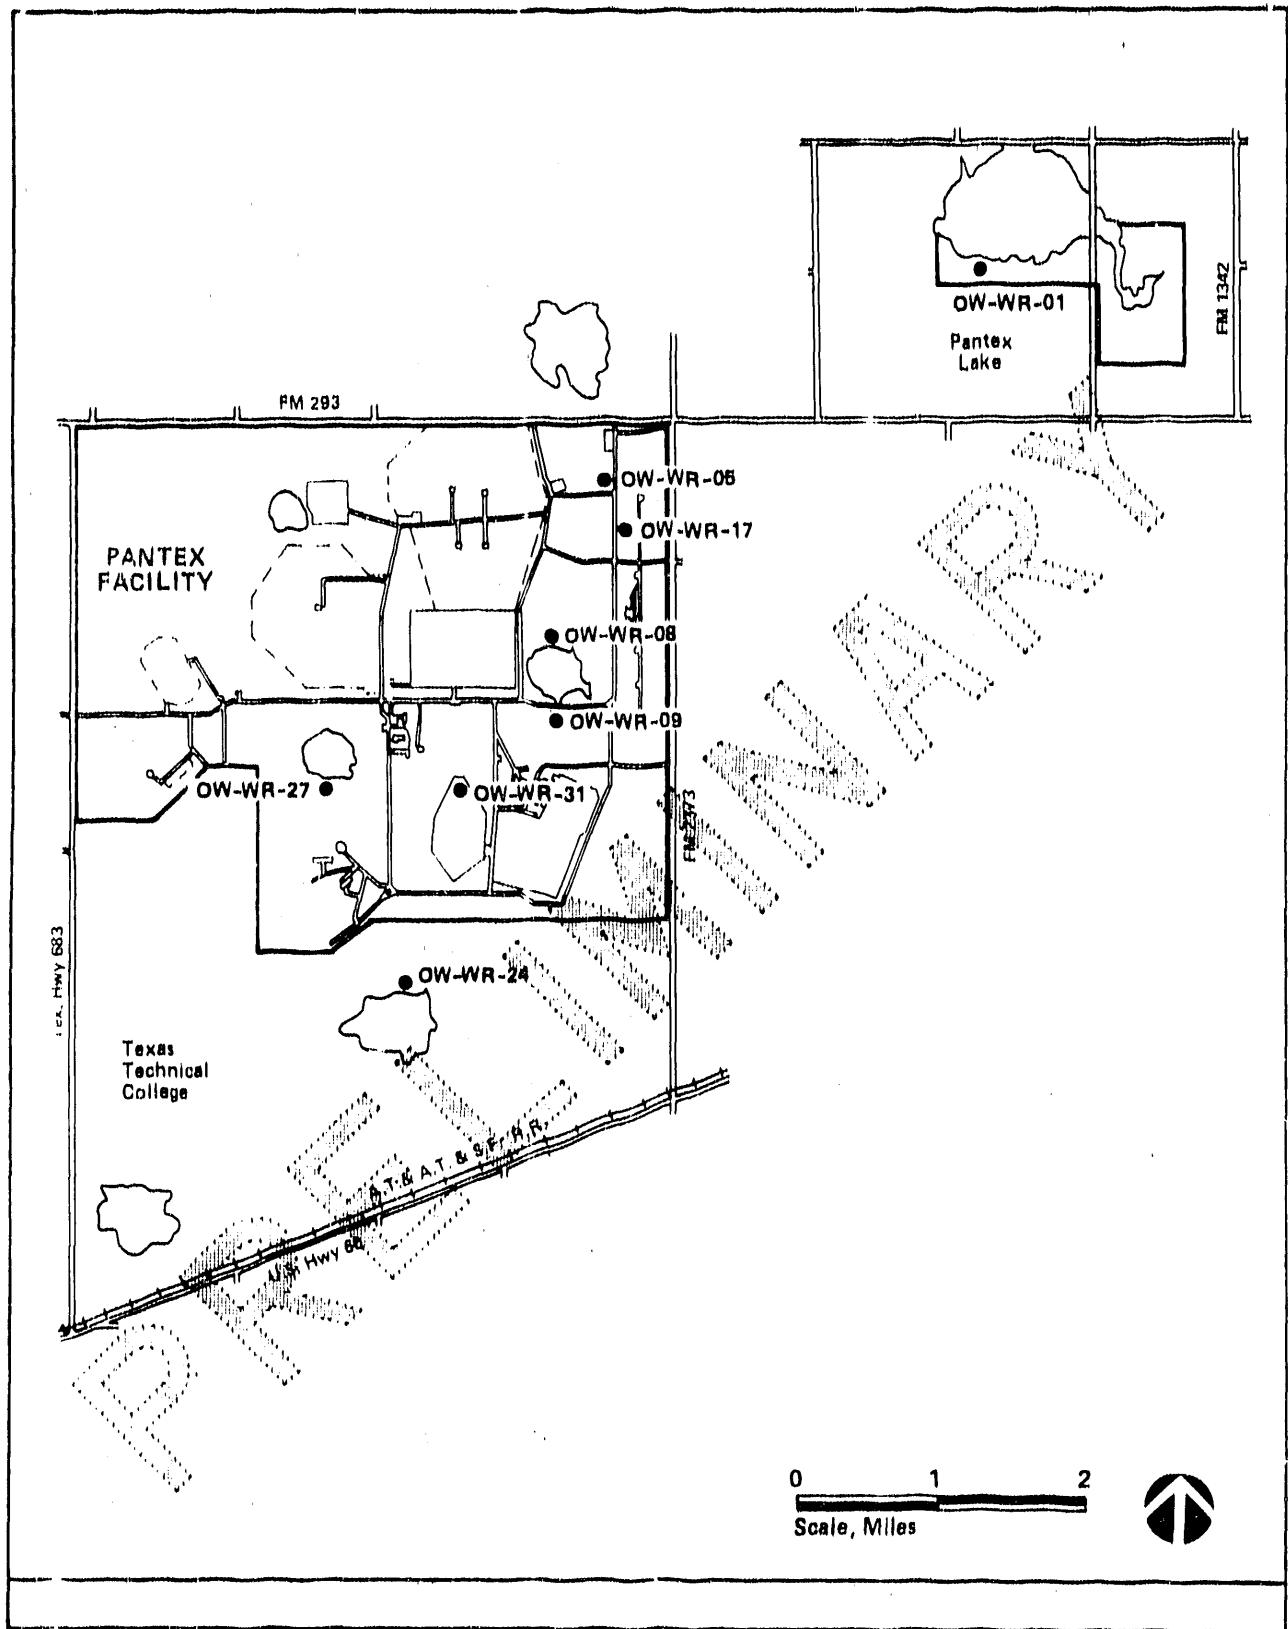 OW-WR-01
FM 1342
Pantex
Lake
FM 293
OW-WR-06
OW-WR-17
PANTEX
FACILITY
OW-WR-08
OW-WR-09
OW-WR-27
OW-WR-31
FM 2373
OW-WR-24
Tex. Hwy 683
Texas
Technical
College
A.T. & A.T. & S.F. R.R.
U.S. Hwy 60
PRELIMINARY
0 1 2
Scale, Miles